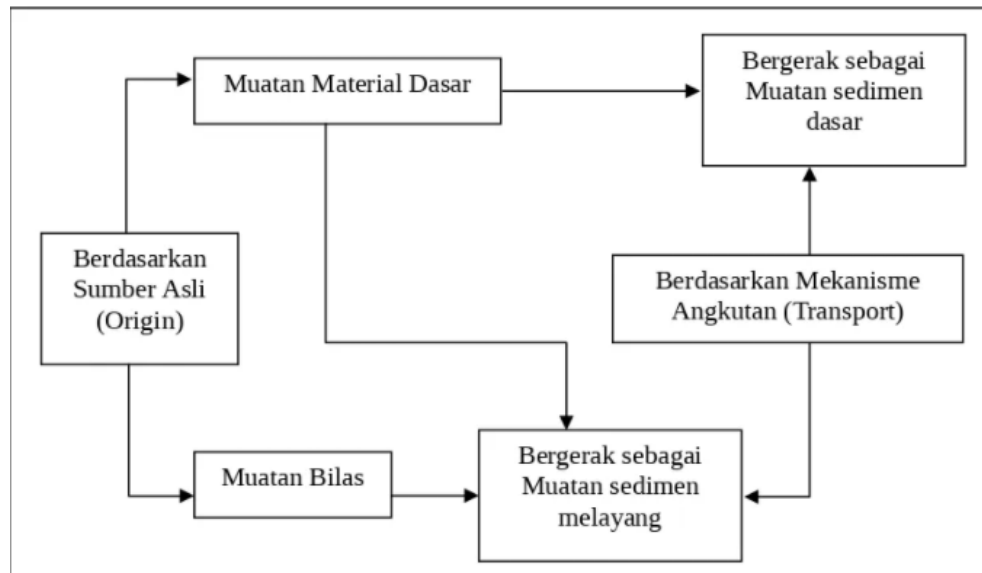 Muatan Material Dasar
Bergerak sebagai
Muatan sedimen
dasar
Berdasarkan
Sumber Asli
(Origin)
Berdasarkan Mekanisme
Angkutan (Transport)
Muatan Bilas
Bergerak sebagai
Muatan sedimen
melayang